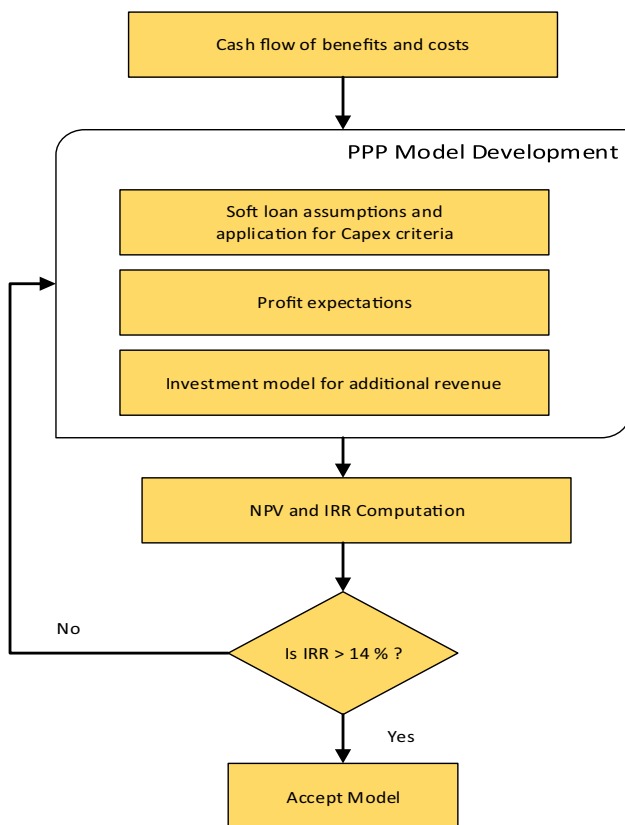 Cash flow of benefits and costs
PPP Model Development
Soft loan assumptions and
application for Capex criteria
Profit expectations
Investment model for additional revenue
NPV and IRR Computation
No
Is IRR > 14 % ?
Yes
Accept Model